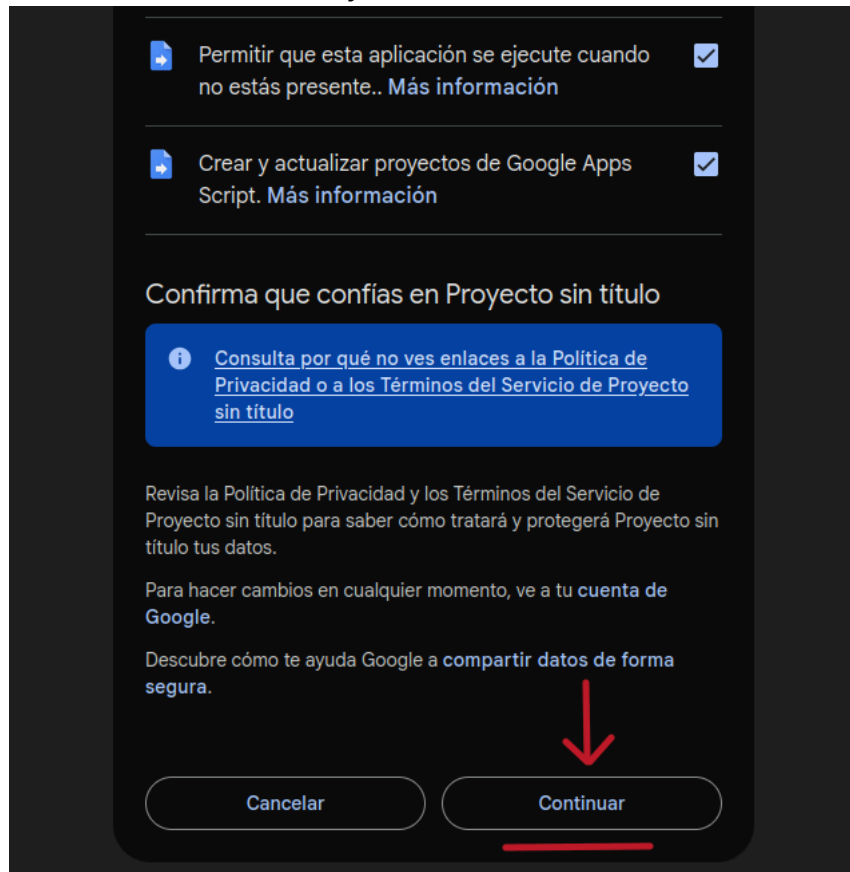 Permitir que esta aplicación se ejecute cuando
no estás presente.. Más información
Crear y actualizar proyectos de Google Apps
Script. Más información
Confirma que confías en Proyecto sin título
Consulta por qué no ves enlaces a la Política de
Privacidad o a los Términos del Servicio de Proyecto
sin título
Revisa la Política de Privacidad y los Términos del Servicio de
Proyecto sin título para saber cómo tratará y protegerá Proyecto sin
título tus datos.
Para hacer cambios en cualquier momento, ve a tu cuenta de
Google.
Descubre cómo te ayuda Google a compartir datos de forma
segura.
Cancelar
Continuar